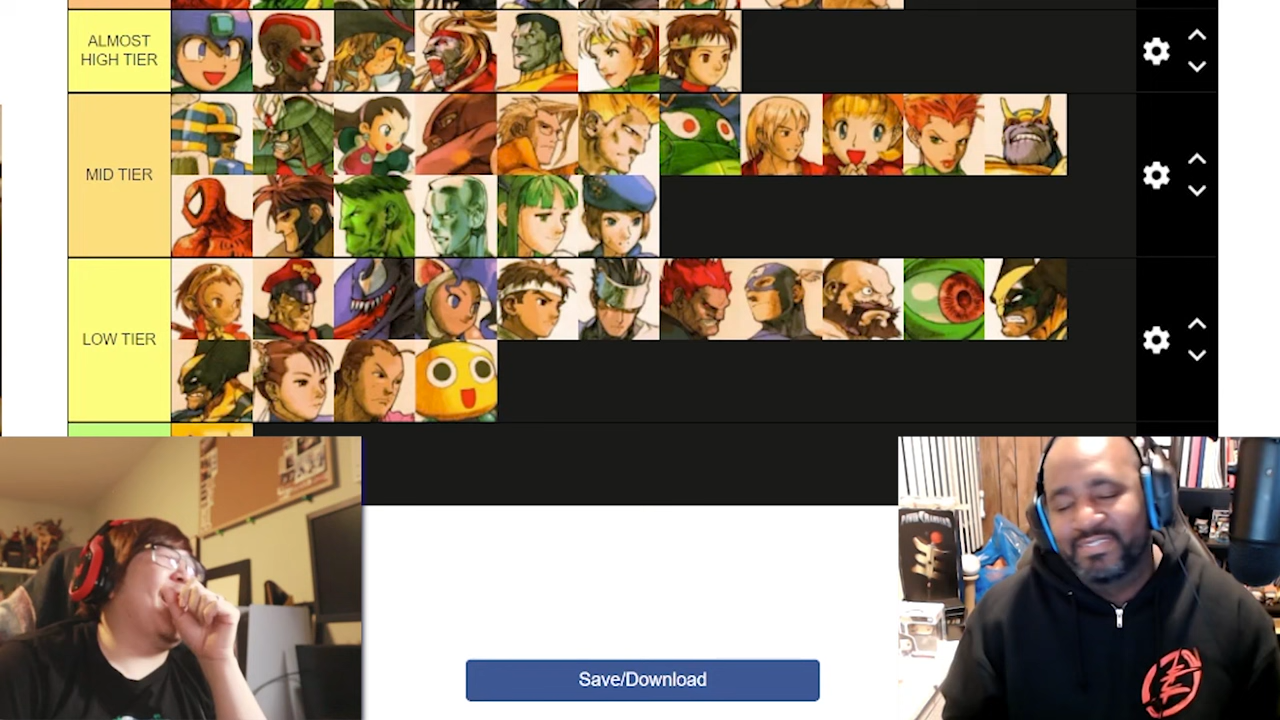 ALMOST
HIGH TIER
MID TIER
LOW TIER
Save/Download